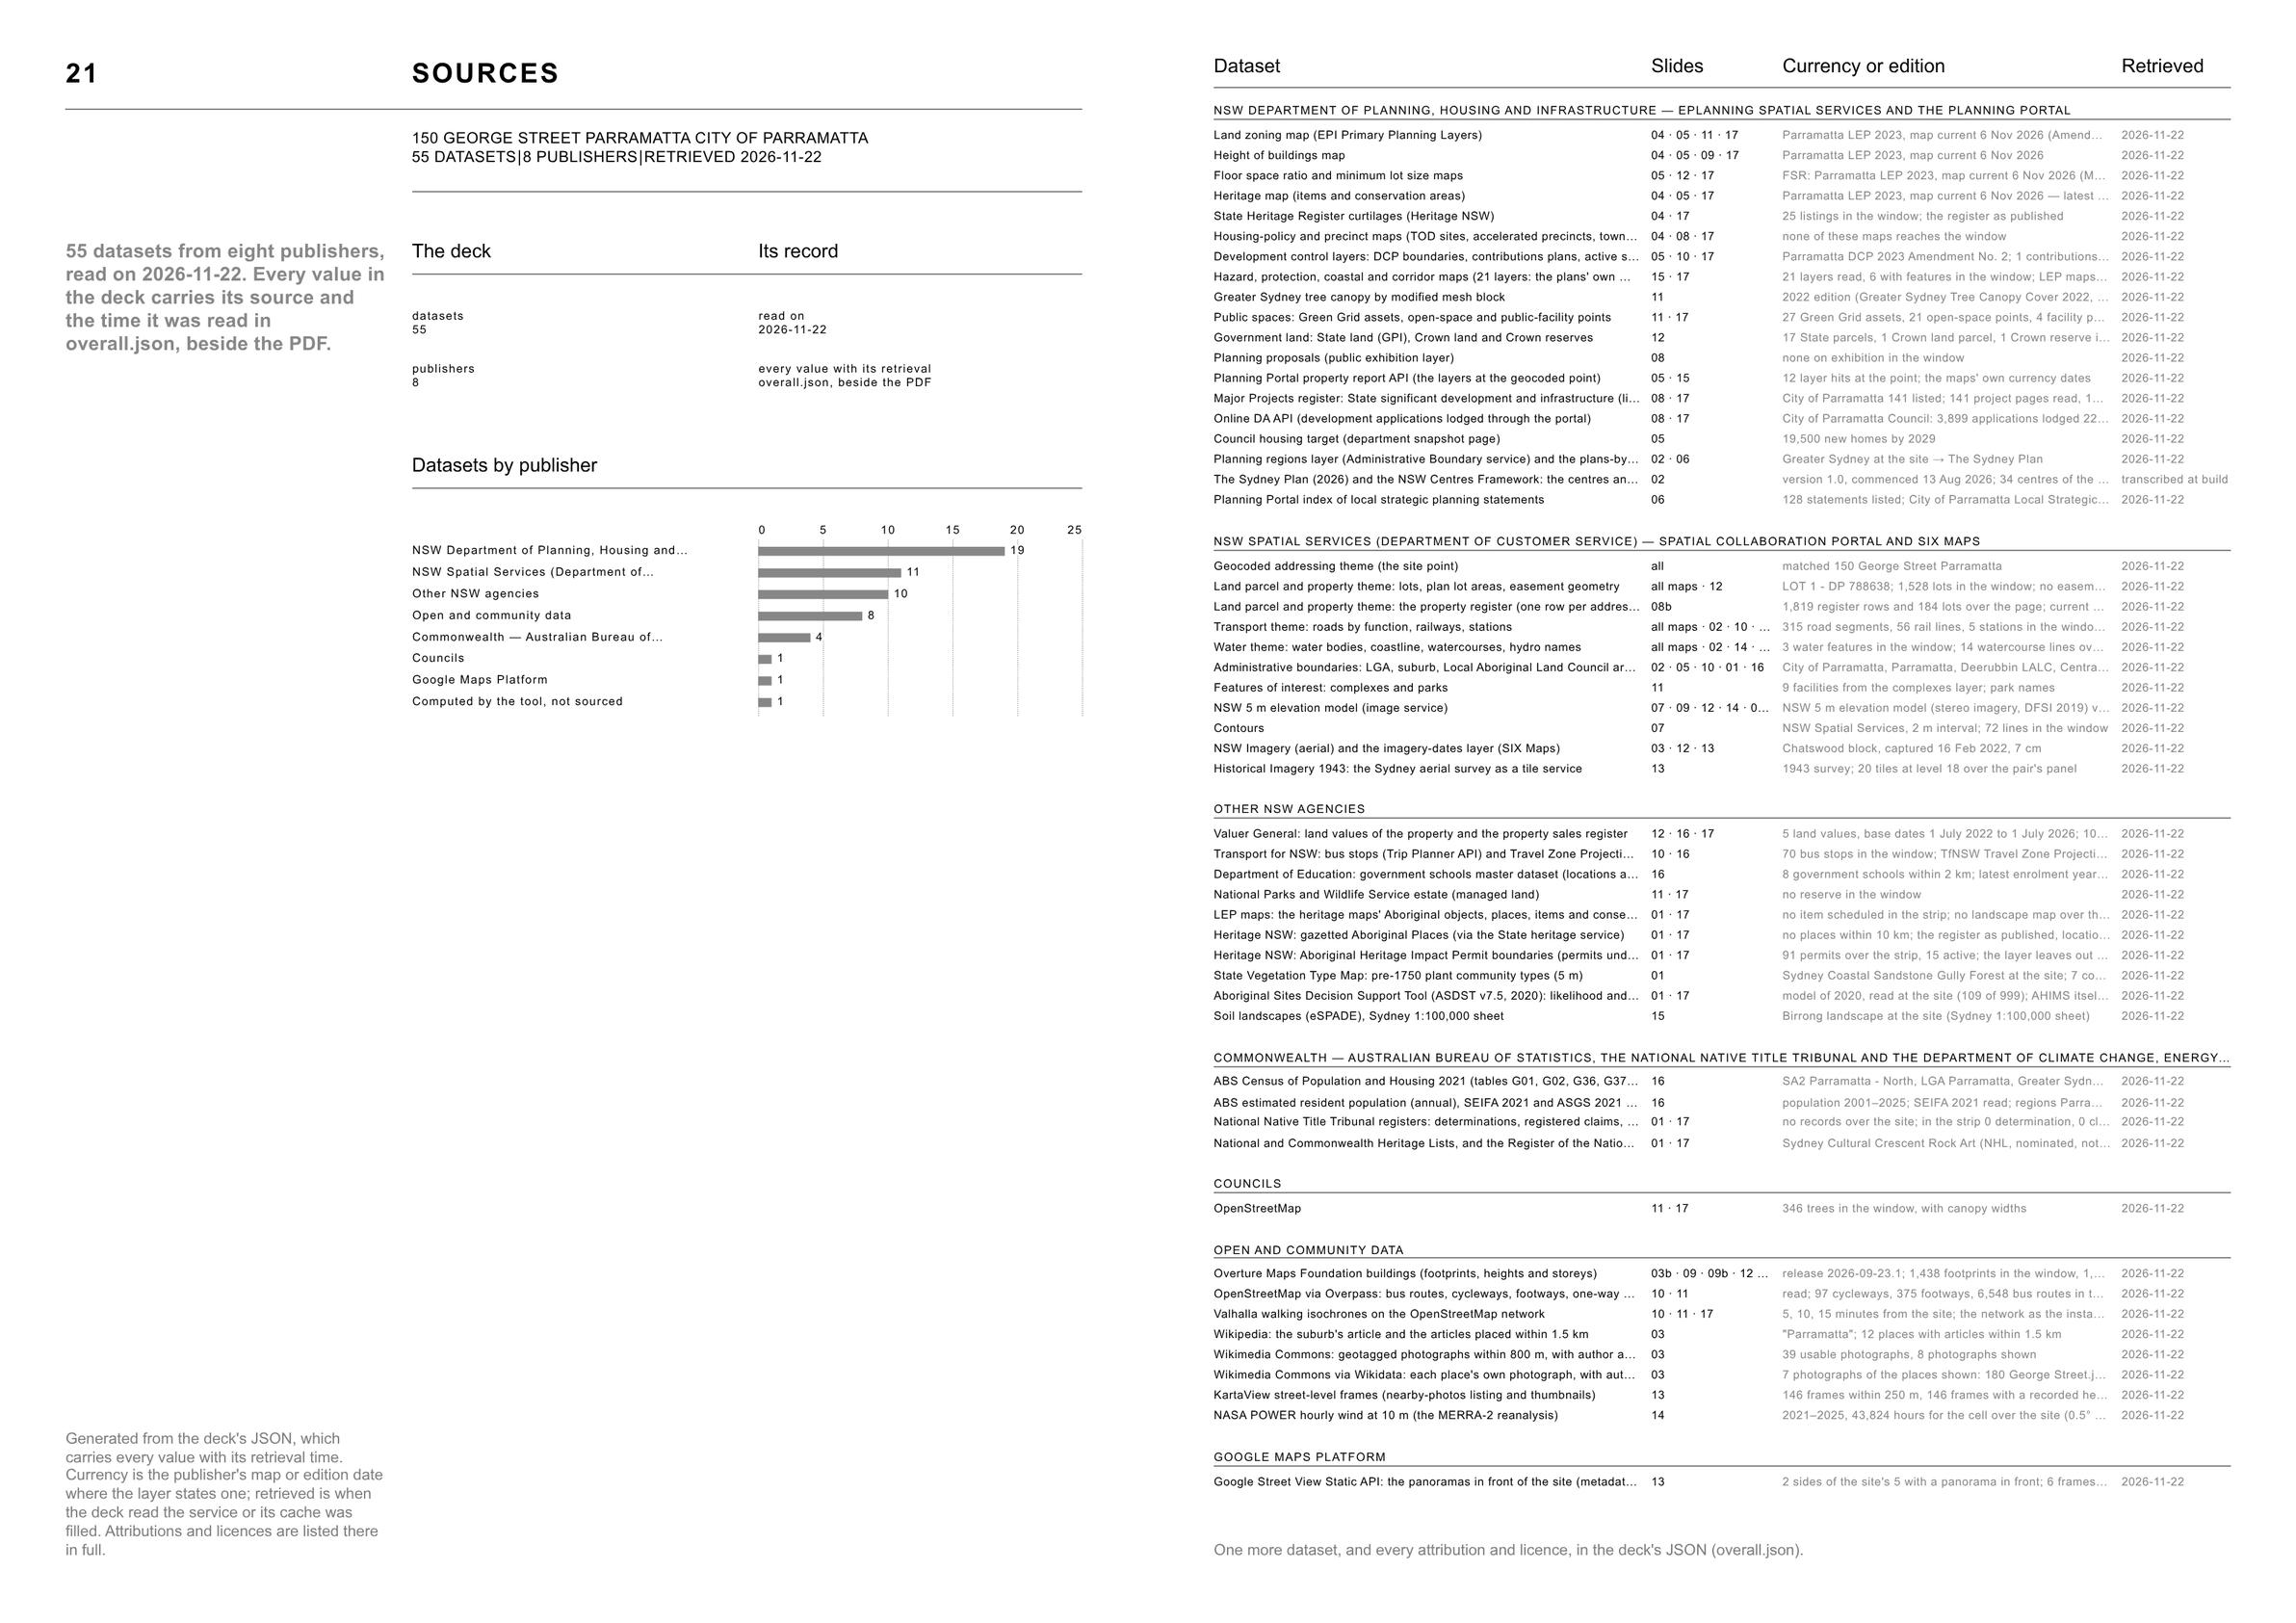 21
SOURCES
150 GEORGE STREET PARRAMATTA CITY OF PARRAMATTA
55 DATASETS|8 PUBLISHERS|RETRIEVED 2026-11-22
55 datasets from eight publishers,
read on 2026-11-22. Every value in
the deck carries its source and
the time it was read in
overall.json, beside the PDF.
The deck
Its record
datasets
55
read on
2026-11-22
publishers
8
every value with its retrieval
overall.json, beside the PDF
Datasets by publisher
0 5 10 15 20 25
NSW Department of Planning, Housing and... 19
NSW Spatial Services (Department of... 11
Other NSW agencies 10
Open and community data 8
Commonwealth — Australian Bureau of... 4
Councils 1
Google Maps Platform 1
Computed by the tool, not sourced 1
Generated from the deck's JSON, which
carries every value with its retrieval time.
Currency is the publisher's map or edition date
where the layer states one; retrieved is when
the deck read the service or its cache was
filled. Attributions and licences are listed there
in full.
Dataset Slides Currency or edition Retrieved
NSW DEPARTMENT OF PLANNING, HOUSING AND INFRASTRUCTURE — EPLANNING SPATIAL SERVICES AND THE PLANNING PORTAL
Land zoning map (EPI Primary Planning Layers) 04 · 05 · 11 · 17 Parramatta LEP 2023, map current 6 Nov 2026 (Amend... 2026-11-22
Height of buildings map 04 · 05 · 09 · 17 Parramatta LEP 2023, map current 6 Nov 2026 2026-11-22
Floor space ratio and minimum lot size maps 05 · 12 · 17 FSR: Parramatta LEP 2023, map current 6 Nov 2026 (M... 2026-11-22
Heritage map (items and conservation areas) 04 · 05 · 17 Parramatta LEP 2023, map current 6 Nov 2026 — latest ... 2026-11-22
State Heritage Register curtilages (Heritage NSW) 04 · 17 25 listings in the window; the register as published 2026-11-22
Housing-policy and precinct maps (TOD sites, accelerated precincts, town... 04 · 08 · 17 none of these maps reaches the window 2026-11-22
Development control layers: DCP boundaries, contributions plans, active s... 05 · 10 · 17 Parramatta DCP 2023 Amendment No. 2; 1 contributions... 2026-11-22
Hazard, protection, coastal and corridor maps (21 layers: the plans' own ... 15 · 17 21 layers read, 6 with features in the window; LEP maps... 2026-11-22
Greater Sydney tree canopy by modified mesh block 11 2022 edition (Greater Sydney Tree Canopy Cover 2022, ... 2026-11-22
Public spaces: Green Grid assets, open-space and public-facility points 11 · 17 27 Green Grid assets, 21 open-space points, 4 facility p... 2026-11-22
Government land: State land (GPI), Crown land and Crown reserves 12 17 State parcels, 1 Crown land parcel, 1 Crown reserve i... 2026-11-22
Planning proposals (public exhibition layer) 08 none on exhibition in the window 2026-11-22
Planning Portal property report API (the layers at the geocoded point) 05 · 15 12 layer hits at the point; the maps' own currency dates 2026-11-22
Major Projects register: State significant development and infrastructure (li... 08 · 17 City of Parramatta 141 listed; 141 project pages read, 1... 2026-11-22
Online DA API (development applications lodged through the portal) 08 · 17 City of Parramatta Council: 3,899 applications lodged 22... 2026-11-22
Council housing target (department snapshot page) 05 19,500 new homes by 2029 2026-11-22
Planning regions layer (Administrative Boundary service) and the plans-by... 02 · 06 Greater Sydney at the site → The Sydney Plan 2026-11-22
The Sydney Plan (2026) and the NSW Centres Framework: the centres an... 02 version 1.0, commenced 13 Aug 2026; 34 centres of the ... transcribed at build
Planning Portal index of local strategic planning statements 06 128 statements listed; City of Parramatta Local Strategic... 2026-11-22
NSW SPATIAL SERVICES (DEPARTMENT OF CUSTOMER SERVICE) — SPATIAL COLLABORATION PORTAL AND SIX MAPS
Geocoded addressing theme (the site point) all matched 150 George Street Parramatta 2026-11-22
Land parcel and property theme: lots, plan lot areas, easement geometry all maps · 12 LOT 1 - DP 788638; 1,528 lots in the window; no easem... 2026-11-22
Land parcel and property theme: the property register (one row per addres... 08b 1,819 register rows and 184 lots over the page; current ... 2026-11-22
Transport theme: roads by function, railways, stations all maps · 02 · 10 · ... 315 road segments, 56 rail lines, 5 stations in the windo... 2026-11-22
Water theme: water bodies, coastline, watercourses, hydro names all maps · 02 · 14 · ... 3 water features in the window; 14 watercourse lines ov... 2026-11-22
Administrative boundaries: LGA, suburb, Local Aboriginal Land Council ar... 02 · 05 · 10 · 01 · 16 City of Parramatta, Parramatta, Deerubbin LALC, Centra... 2026-11-22
Features of interest: complexes and parks 11 9 facilities from the complexes layer; park names 2026-11-22
NSW 5 m elevation model (image service) 07 · 09 · 12 · 14 · 0... NSW 5 m elevation model (stereo imagery, DFSI 2019) v... 2026-11-22
Contours 07 NSW Spatial Services, 2 m interval; 72 lines in the window 2026-11-22
NSW Imagery (aerial) and the imagery-dates layer (SIX Maps) 03 · 12 · 13 Chatswood block, captured 16 Feb 2022, 7 cm 2026-11-22
Historical Imagery 1943: the Sydney aerial survey as a tile service 13 1943 survey; 20 tiles at level 18 over the pair's panel 2026-11-22
OTHER NSW AGENCIES
Valuer General: land values of the property and the property sales register 12 · 16 · 17 5 land values, base dates 1 July 2022 to 1 July 2026; 10... 2026-11-22
Transport for NSW: bus stops (Trip Planner API) and Travel Zone Projecti... 10 · 16 70 bus stops in the window; TfNSW Travel Zone Projecti... 2026-11-22
Department of Education: government schools master dataset (locations a... 16 8 government schools within 2 km; latest enrolment year... 2026-11-22
National Parks and Wildlife Service estate (managed land) 11 · 17 no reserve in the window 2026-11-22
LEP maps: the heritage maps' Aboriginal objects, places, items and conse... 01 · 17 no item scheduled in the strip; no landscape map over th... 2026-11-22
Heritage NSW: gazetted Aboriginal Places (via the State heritage service) 01 · 17 no places within 10 km; the register as published, locatio... 2026-11-22
Heritage NSW: Aboriginal Heritage Impact Permit boundaries (permits und... 01 · 17 91 permits over the strip, 15 active; the layer leaves out ... 2026-11-22
State Vegetation Type Map: pre-1750 plant community types (5 m) 01 Sydney Coastal Sandstone Gully Forest at the site; 7 co... 2026-11-22
Aboriginal Sites Decision Support Tool (ASDST v7.5, 2020): likelihood and... 01 · 17 model of 2020, read at the site (109 of 999); AHIMS itsel... 2026-11-22
Soil landscapes (eSPADE), Sydney 1:100,000 sheet 15 Birrong landscape at the site (Sydney 1:100,000 sheet) 2026-11-22
COMMONWEALTH — AUSTRALIAN BUREAU OF STATISTICS, THE NATIONAL NATIVE TITLE TRIBUNAL AND THE DEPARTMENT OF CLIMATE CHANGE, ENERGY...
ABS Census of Population and Housing 2021 (tables G01, G02, G36, G37... 16 SA2 Parramatta - North, LGA Parramatta, Greater Sydn... 2026-11-22
ABS estimated resident population (annual), SEIFA 2021 and ASGS 2021 ... 16 population 2001–2025; SEIFA 2021 read; regions Parra... 2026-11-22
National Native Title Tribunal registers: determinations, registered claims, ... 01 · 17 no records over the site; in the strip 0 determination, 0 cl... 2026-11-22
National and Commonwealth Heritage Lists, and the Register of the Natio... 01 · 17 Sydney Cultural Crescent Rock Art (NHL, nominated, not... 2026-11-22
COUNCILS
OpenStreetMap 11 · 17 346 trees in the window, with canopy widths 2026-11-22
OPEN AND COMMUNITY DATA
Overture Maps Foundation buildings (footprints, heights and storeys) 03b · 09 · 09b · 12 ... release 2026-09-23.1; 1,438 footprints in the window, 1,... 2026-11-22
OpenStreetMap via Overpass: bus routes, cycleways, footways, one-way ... 10 · 11 read; 97 cycleways, 375 footways, 6,548 bus routes in t... 2026-11-22
Valhalla walking isochrones on the OpenStreetMap network 10 · 11 · 17 5, 10, 15 minutes from the site; the network as the insta... 2026-11-22
Wikipedia: the suburb's article and the articles placed within 1.5 km 03 "Parramatta"; 12 places with articles within 1.5 km 2026-11-22
Wikimedia Commons: geotagged photographs within 800 m, with author a... 03 39 usable photographs, 8 photographs shown 2026-11-22
Wikimedia Commons via Wikidata: each place's own photograph, with aut... 03 7 photographs of the places shown: 180 George Street.j... 2026-11-22
KartaView street-level frames (nearby-photos listing and thumbnails) 13 146 frames within 250 m, 146 frames with a recorded he... 2026-11-22
NASA POWER hourly wind at 10 m (the MERRA-2 reanalysis) 14 2021–2025, 43,824 hours for the cell over the site (0.5° ... 2026-11-22
GOOGLE MAPS PLATFORM
Google Street View Static API: the panoramas in front of the site (metadat... 13 2 sides of the site's 5 with a panorama in front; 6 frames... 2026-11-22
One more dataset, and every attribution and licence, in the deck's JSON (overall.json).